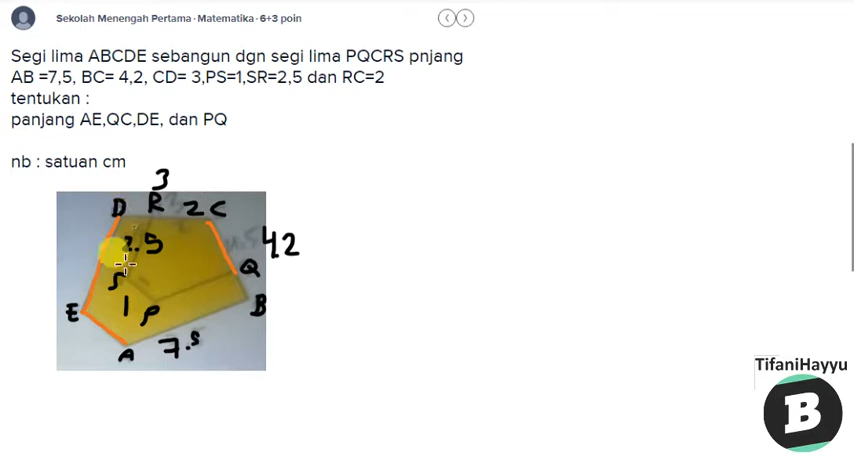 Sekolah Menengah Pertama · Matematika · 6+3 poin
Segi lima ABCDE sebangun dgn segi lima PQCRS pnjang
AB =7,5, BC= 4,2, CD= 3,PS=1,SR=2,5 dan RC=2
tentukan :
panjang AE,QC,DE, dan PQ
nb : satuan cm
3
D R 2 C
2.5 4.2
S Q
E 1 P B
A 7.5
TifaniHayyu
B